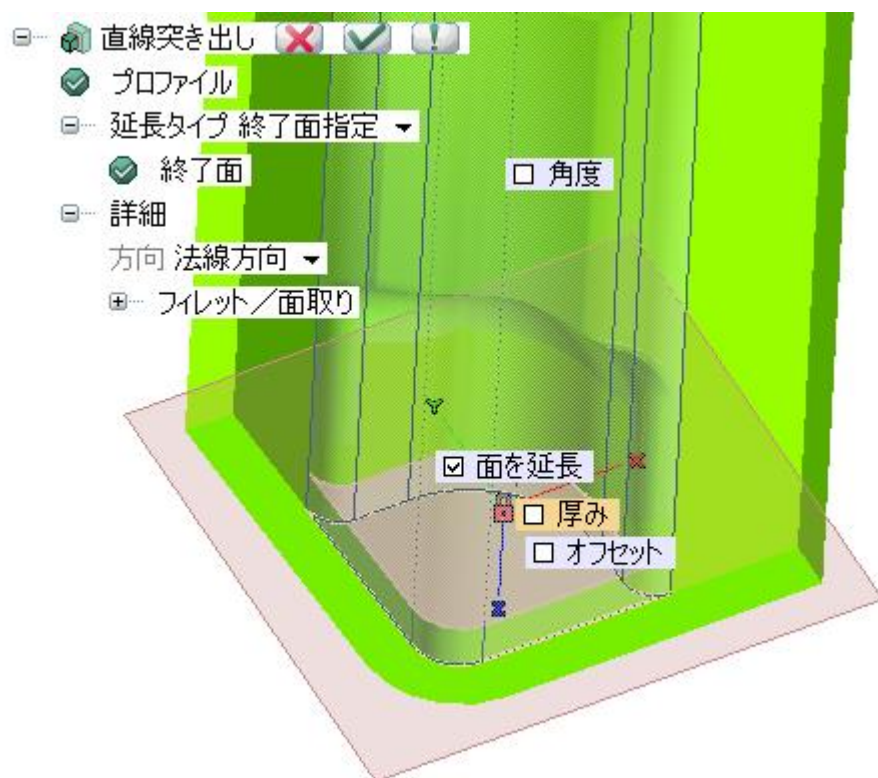 直線突き出し
プロファイル
延長タイプ 終了面指定
終了面
角度
詳細
方向 法線方向
フィレット／面取り
Y
面を延長
X
厚み
オフセット
Z